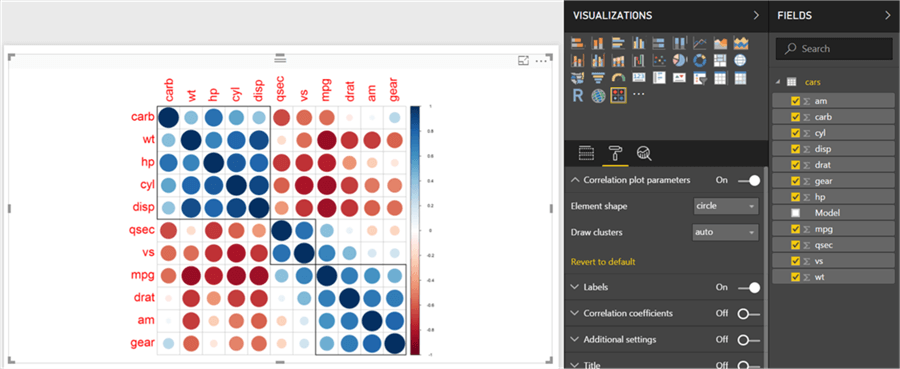 VISUALIZATIONS
FIELDS
Search
cars
am
carb
cyl
disp
drat
gear
hp
Model
mpg
qsec
vs
wt
R
Correlation plot parameters On
Element shape circle
Draw clusters auto
Revert to default
Labels On
Correlation coefficients Off
Additional settings Off
Title Off
carb wt hp cyl disp qsec vs mpg drat am gear
carb
wt
hp
cyl
disp
qsec
vs
mpg
drat
am
gear
1
0.8
0.6
0.4
0.2
0
-0.2
-0.4
-0.6
-0.8
-1